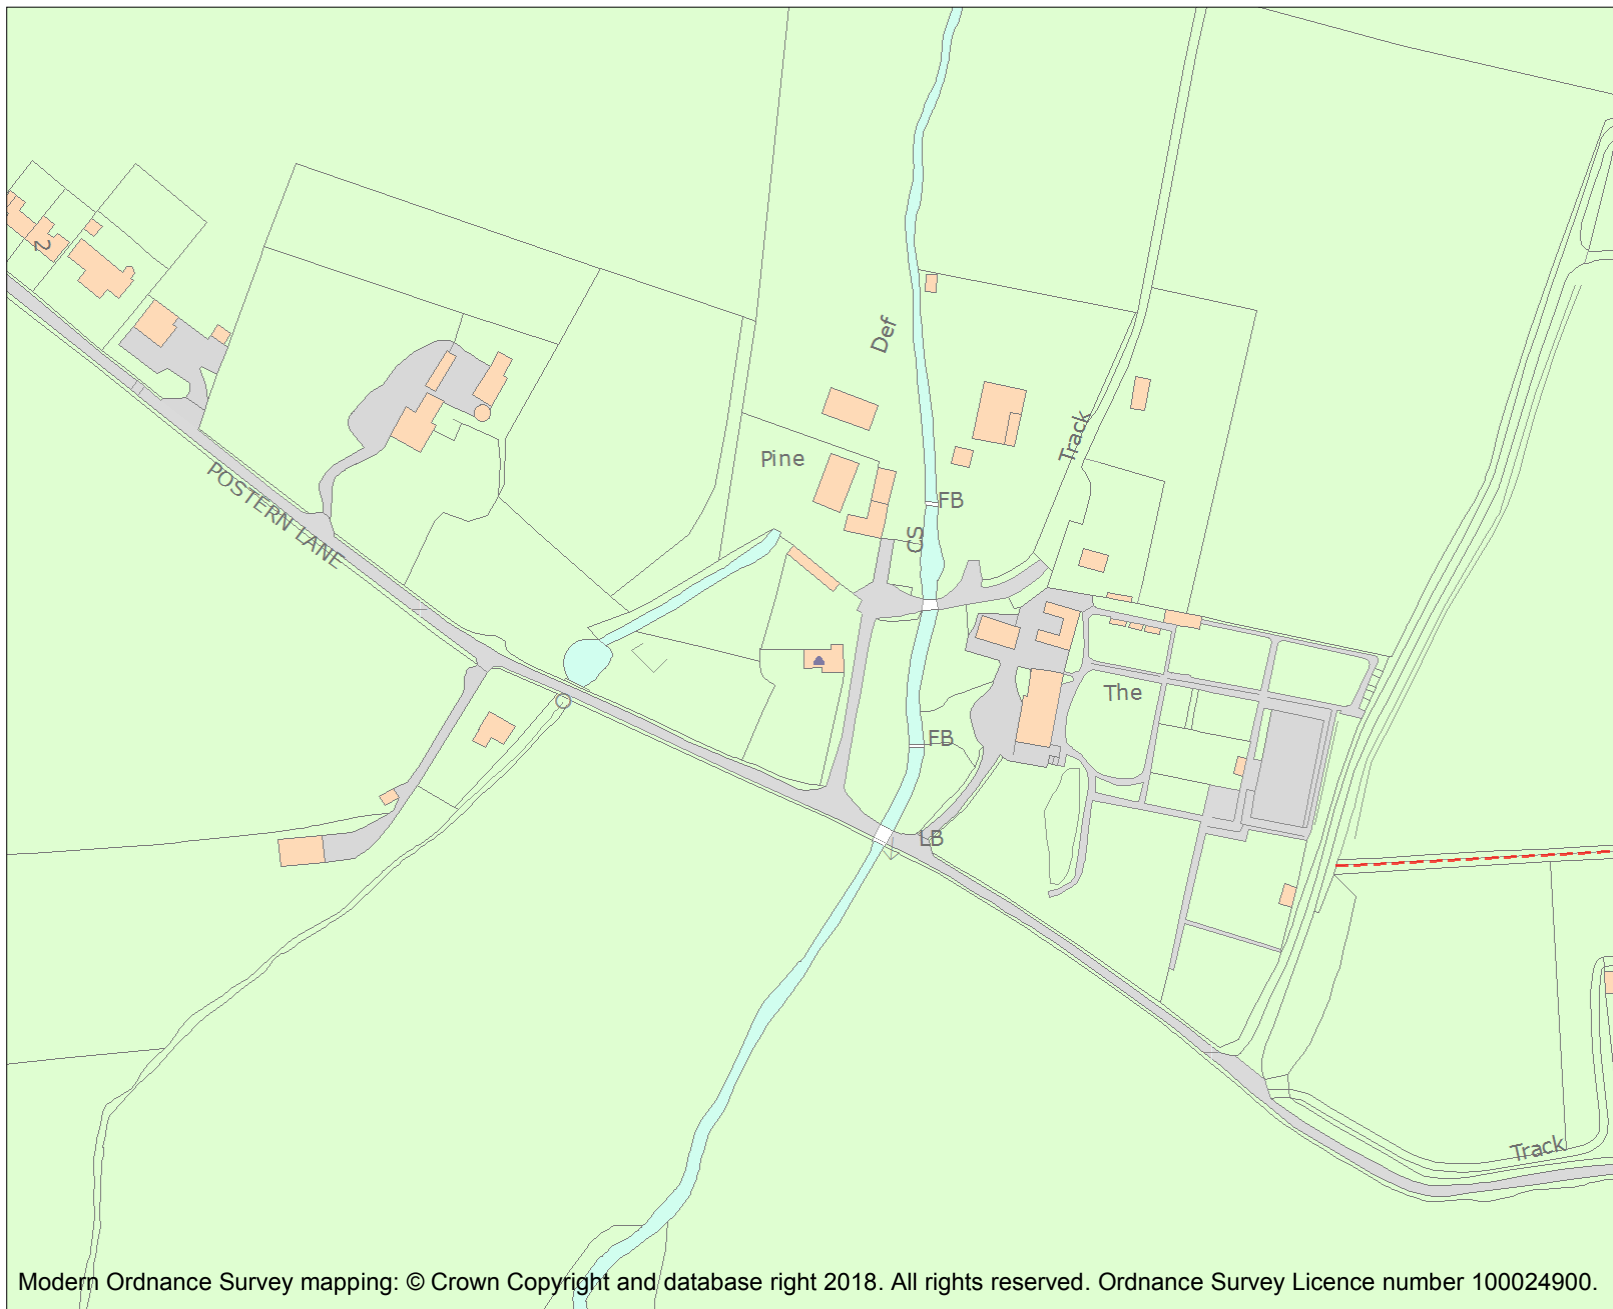 2
Def
Track
Pine
POSTERN LANE
FB
CS
The
FB
LB
Track
Modern Ordnance Survey mapping: © Crown Copyright and database right 2018. All rights reserved. Ordnance Survey Licence number 100024900.